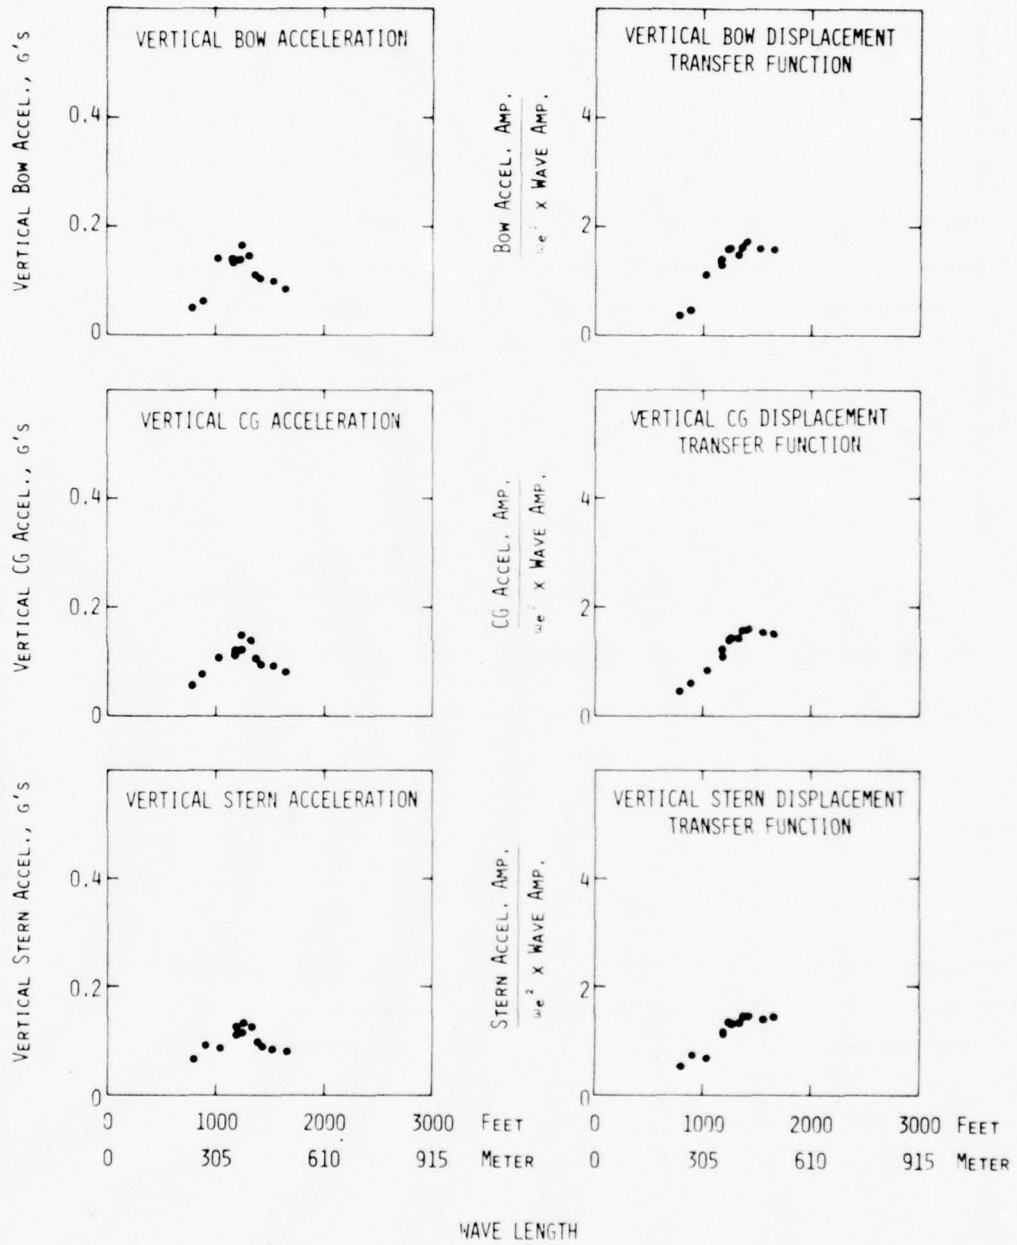 VERTICAL BOW ACCELERATION
VERTICAL BOW ACCEL., G'S
0.4
0.2
0
VERTICAL BOW DISPLACEMENT
TRANSFER FUNCTION
BOW ACCEL. AMP.
ωe² X WAVE AMP.
4
2
0
VERTICAL CG ACCELERATION
VERTICAL CG ACCEL., G'S
0.4
0.2
0
VERTICAL CG DISPLACEMENT
TRANSFER FUNCTION
CG ACCEL. AMP.
ωe² X WAVE AMP.
4
2
0
VERTICAL STERN ACCELERATION
VERTICAL STERN ACCEL., G'S
0.4
0.2
0
0 1000 2000 3000 FEET
0 305 610 915 METER
VERTICAL STERN DISPLACEMENT
TRANSFER FUNCTION
STERN ACCEL. AMP.
ωe² X WAVE AMP.
4
2
0
0 1000 2000 3000 FEET
0 305 610 915 METER
WAVE LENGTH